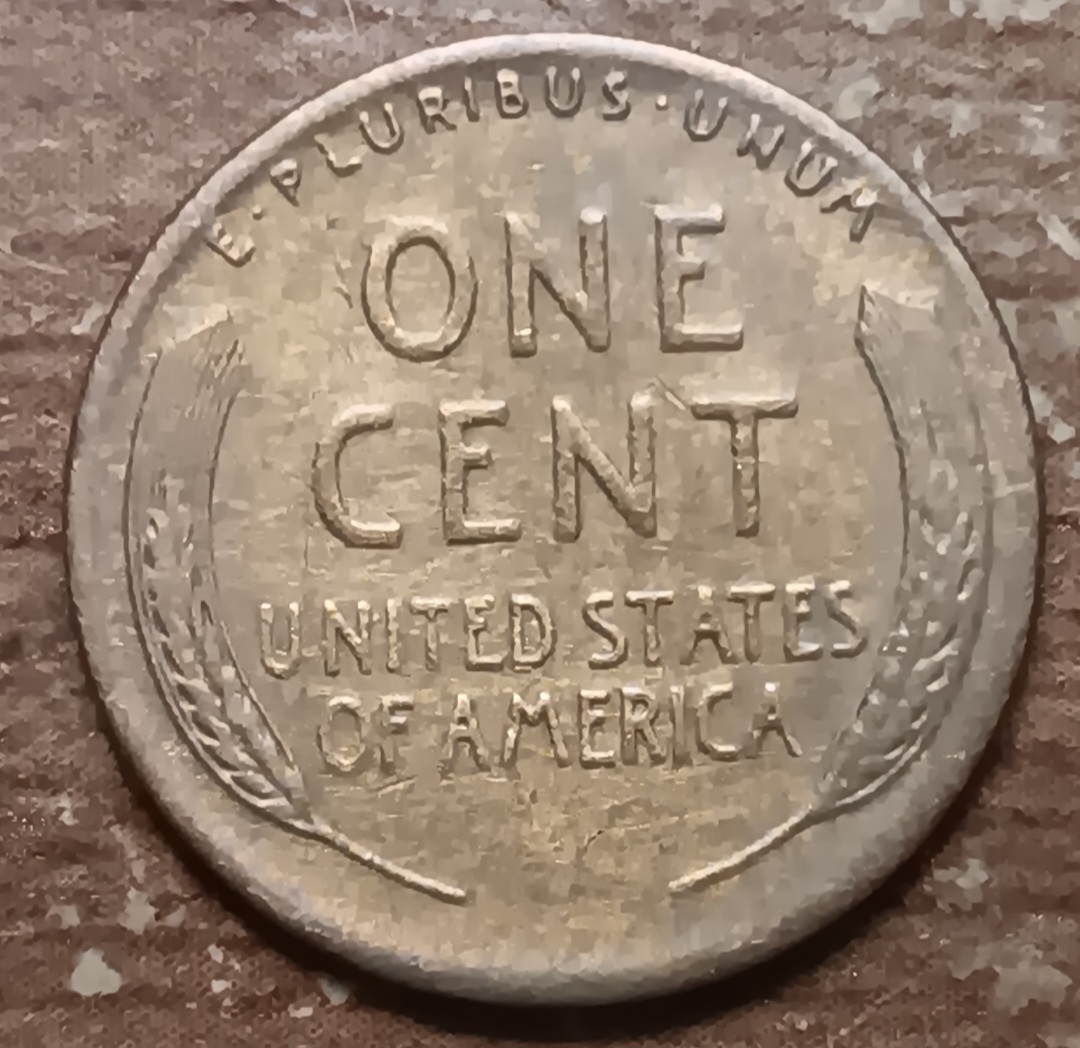 E·PLURIBUS·UNUM
ONE
CENT
UNITED STATES
OF AMERICA